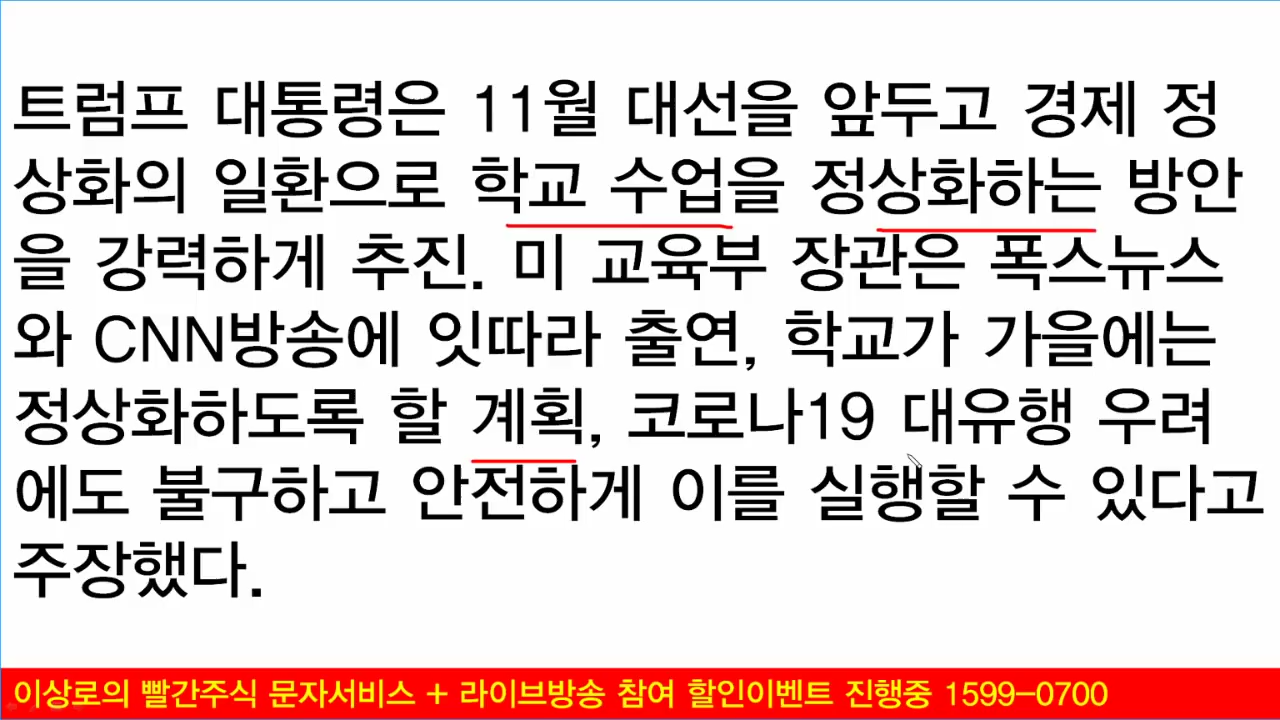 트럼프 대통령은 11월 대선을 앞두고 경제 정
상화의 일환으로 학교 수업을 정상화하는 방안
을 강력하게 추진. 미 교육부 장관은 폭스뉴스
와 CNN방송에 잇따라 출연, 학교가 가을에는
정상화하도록 할 계획, 코로나19 대유행 우려
에도 불구하고 안전하게 이를 실행할 수 있다고
주장했다.
이상로의 빨간주식 문자서비스 + 라이브방송 참여 할인이벤트 진행중 1599-0700